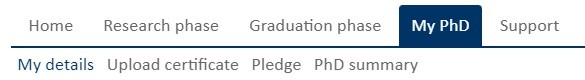 Home Research phase Graduation phase My PhD Support
My details Upload certificate Pledge PhD summary